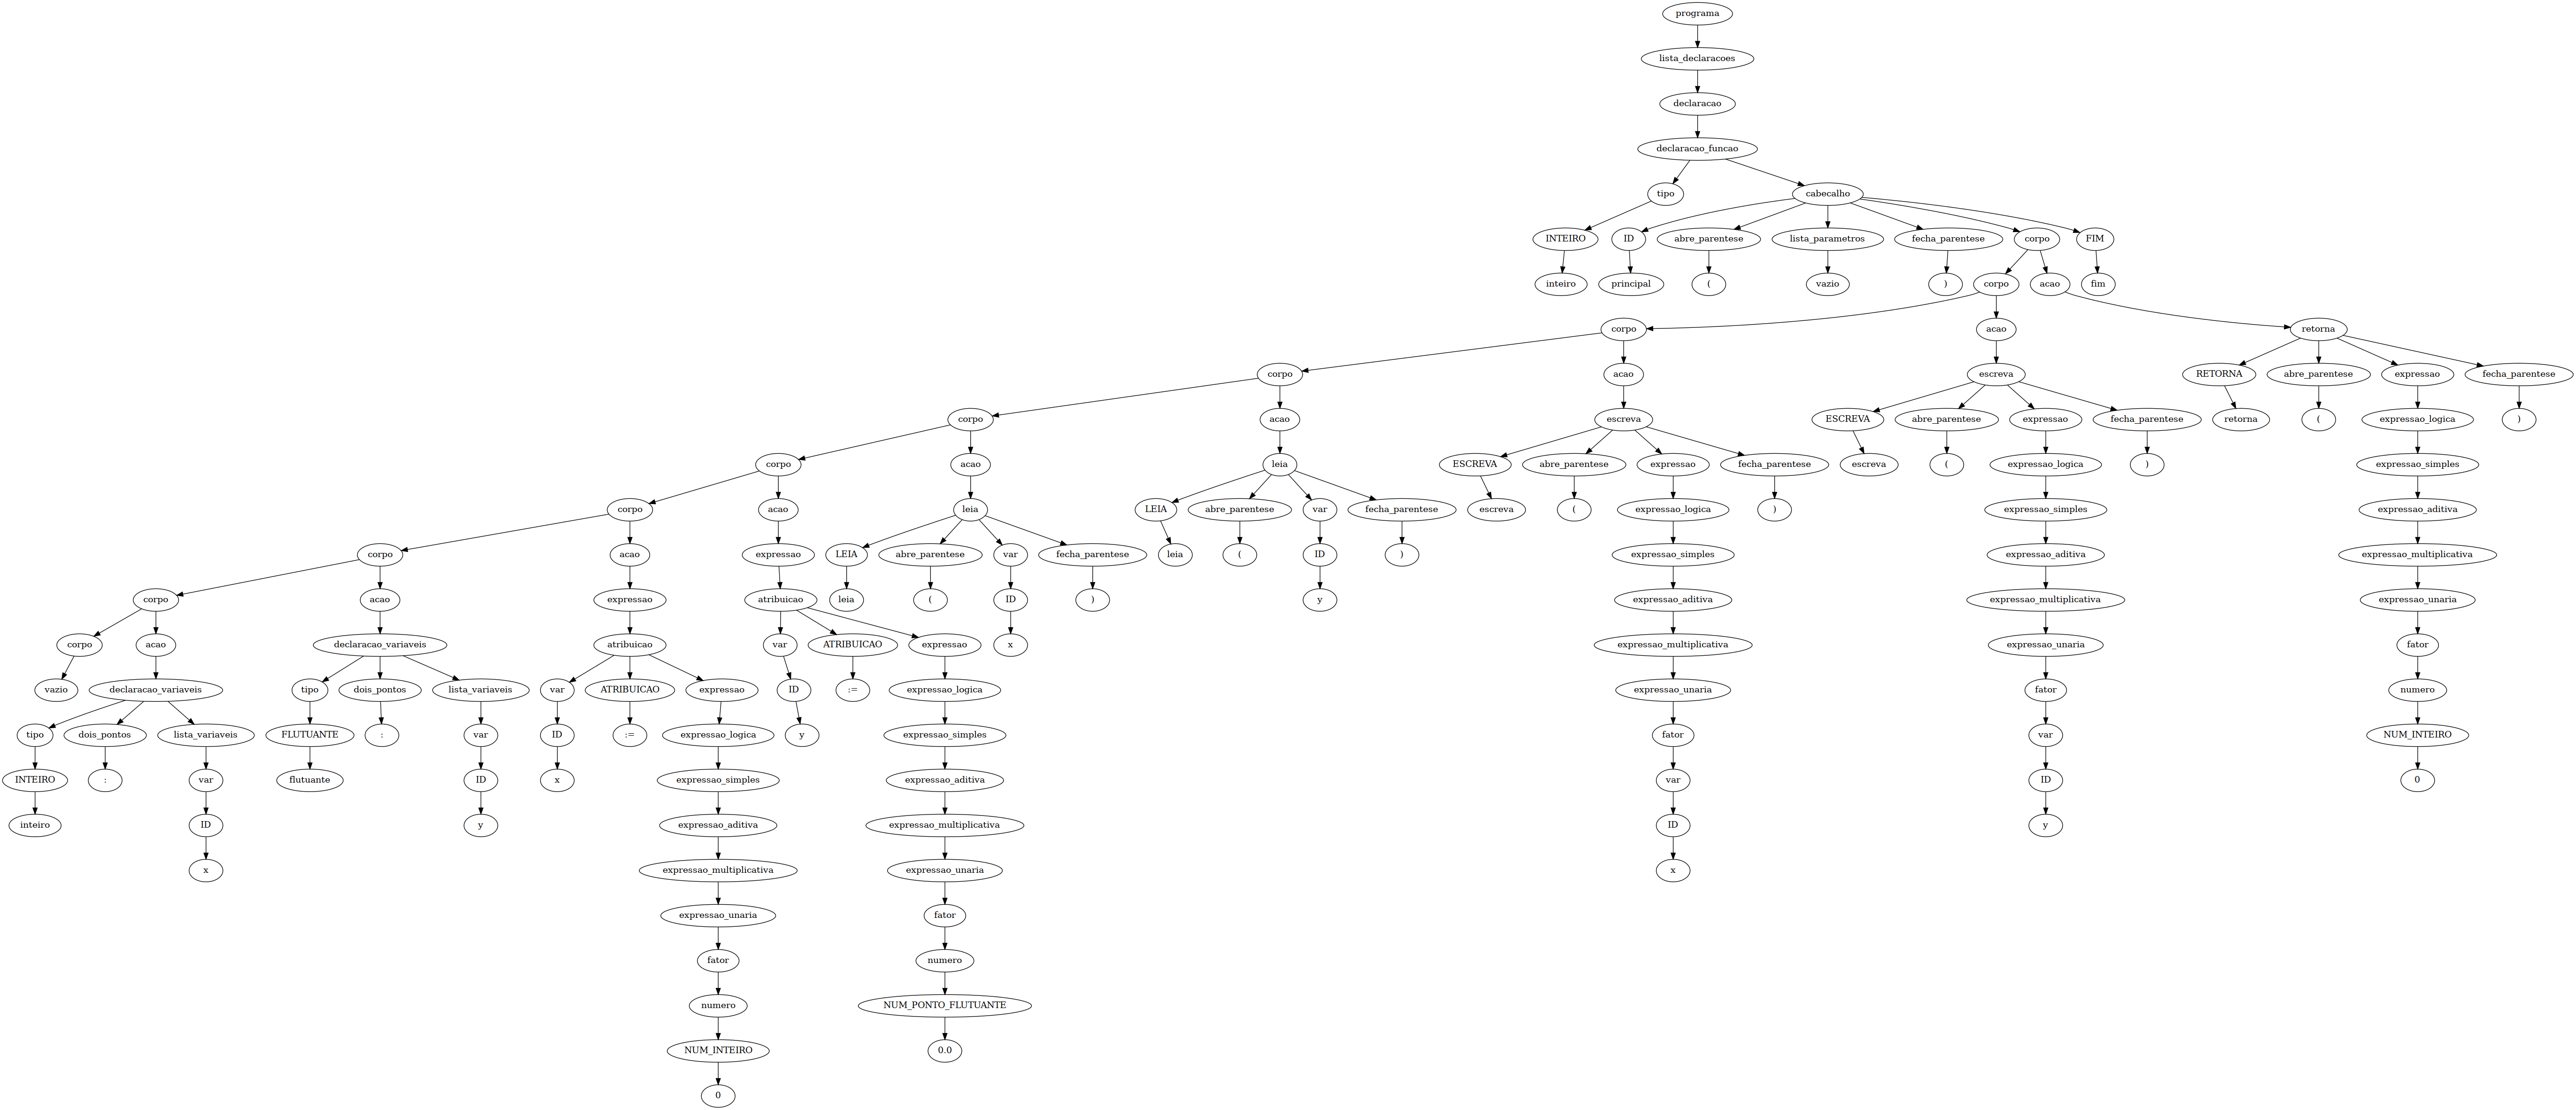 programa
lista_declaracoes
declaracao
declaracao_funcao
tipo cabecalho
INTEIRO ID abre_parentese lista_parametros fecha_parentese corpo FIM
inteiro principal ( vazio ) corpo acao fim
corpo acao retorna
corpo acao escreva RETORNA abre_parentese expressao fecha_parentese
corpo acao escreva ESCREVA abre_parentese expressao fecha_parentese retorna ( expressao_logica )
corpo acao leia ESCREVA abre_parentese expressao fecha_parentese escreva ( expressao_logica ) expressao_simples
corpo acao leia LEIA abre_parentese var fecha_parentese escreva ( expressao_logica ) expressao_simples expressao_aditiva
corpo acao expressao LEIA abre_parentese var fecha_parentese leia ( ID ) expressao_simples expressao_aditiva expressao_multiplicativa
corpo acao expressao atribuicao leia ( ID ) y expressao_aditiva expressao_multiplicativa expressao_unaria
corpo acao declaracao_variaveis atribuicao var ATRIBUICAO expressao x expressao_multiplicativa expressao_unaria fator
vazio declaracao_variaveis tipo dois_pontos lista_variaveis var ATRIBUICAO expressao ID := expressao_logica expressao_unaria fator numero
tipo dois_pontos lista_variaveis FLUTUANTE : var ID := expressao_logica y expressao_simples fator var NUM_INTEIRO
INTEIRO : var flutuante ID x expressao_simples expressao_aditiva var ID 0
inteiro ID y expressao_aditiva expressao_multiplicativa ID y
x expressao_multiplicativa expressao_unaria x
expressao_unaria fator
fator numero
numero NUM_PONTO_FLUTUANTE
NUM_INTEIRO 0.0
0